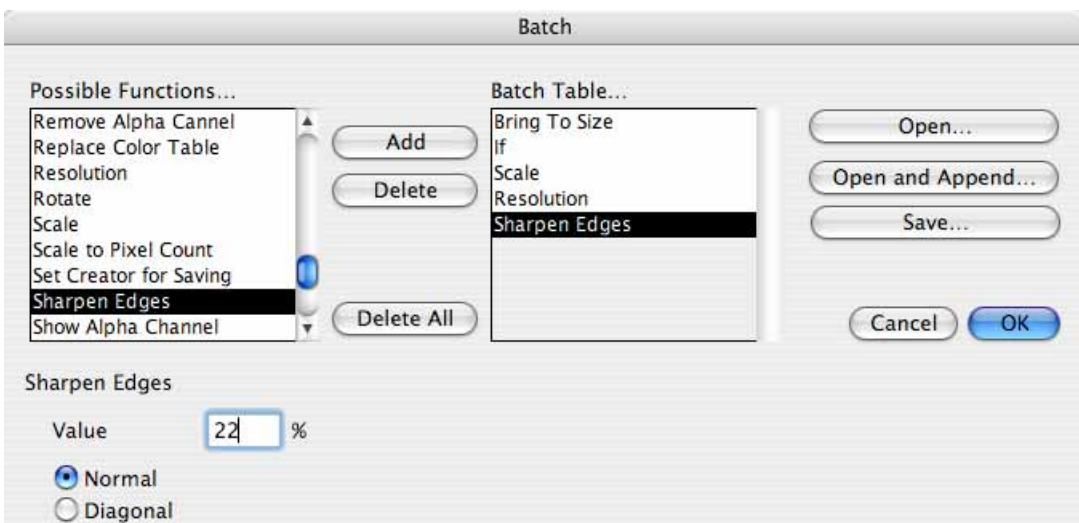 Batch
Possible Functions...
Remove Alpha Cannel
Replace Color Table
Resolution
Rotate
Scale
Scale to Pixel Count
Set Creator for Saving
Sharpen Edges
Show Alpha Channel
Add
Delete
Delete All
Batch Table...
Bring To Size
If
Scale
Resolution
Sharpen Edges
Open...
Open and Append...
Save...
Cancel
OK
Sharpen Edges
Value 22 %
Normal
Diagonal